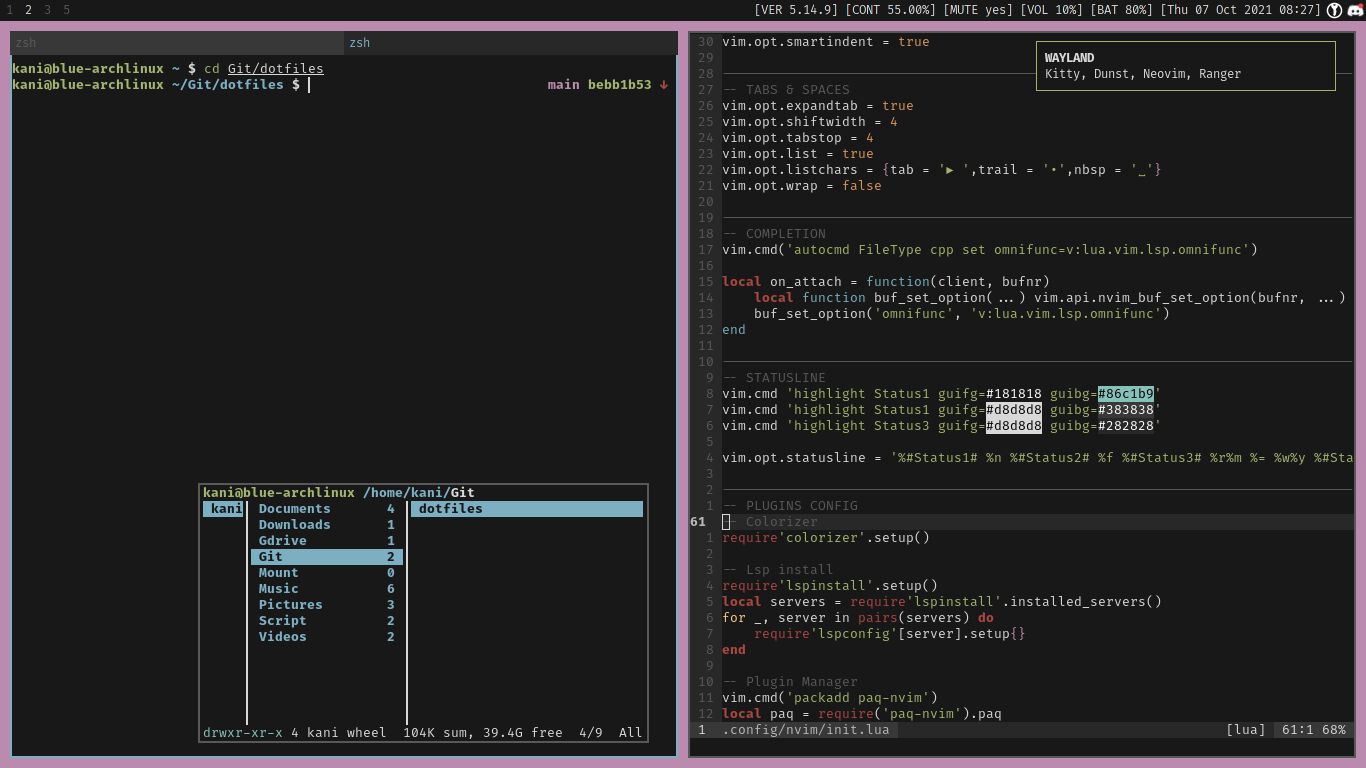 1 2 3 5
[VER 5.14.9] [CONT 55.00%] [MUTE yes] [VOL 10%] [BAT 80%] [Thu 07 Oct 2021 08:27]
zsh
zsh
kani@blue-archlinux ~ $ cd Git/dotfiles
kani@blue-archlinux ~/Git/dotfiles $
main bebb1b53 ↓
kani@blue-archlinux /home/kani/Git
kani
Documents 4
Downloads 1
Gdrive 1
Git 2
Mount 0
Music 6
Pictures 3
Script 2
Videos 2
dotfiles
drwxr-xr-x 4 kani wheel 104K sum, 39.4G free 4/9 All
WAYLAND
Kitty, Dunst, Neovim, Ranger
30 vim.opt.smartindent = true
29
28
27 -- TABS & SPACES
26 vim.opt.expandtab = true
25 vim.opt.shiftwidth = 4
24 vim.opt.tabstop = 4
23 vim.opt.list = true
22 vim.opt.listchars = {tab = '▶ ',trail = '•',nbsp = '⎵'}
21 vim.opt.wrap = false
20
19
18 -- COMPLETION
17 vim.cmd('autocmd FileType cpp set omnifunc=v:lua.vim.lsp.omnifunc')
16
15 local on_attach = function(client, bufnr)
14     local function buf_set_option(...) vim.api.nvim_buf_set_option(bufnr, ...)
13     buf_set_option('omnifunc', 'v:lua.vim.lsp.omnifunc')
12 end
11
10
9 -- STATUSLINE
8 vim.cmd 'highlight Status1 guifg=#181818 guibg=#86c1b9'
7 vim.cmd 'highlight Status1 guifg=#d8d8d8 guibg=#383838'
6 vim.cmd 'highlight Status3 guifg=#d8d8d8 guibg=#282828'
5
4 vim.opt.statusline = '%#Status1# %n %#Status2# %f %#Status3# %r%m %= %w%y %#Sta
3
2
1 -- PLUGINS CONFIG
61 -- Colorizer
1 require'colorizer'.setup()
2
3 -- Lsp install
4 require'lspinstall'.setup()
5 local servers = require'lspinstall'.installed_servers()
6 for _, server in pairs(servers) do
7     require'lspconfig'[server].setup{}
8 end
9
10 -- Plugin Manager
11 vim.cmd('packadd paq-nvim')
12 local paq = require('paq-nvim').paq
1 .config/nvim/init.lua [lua] 61:1 68%